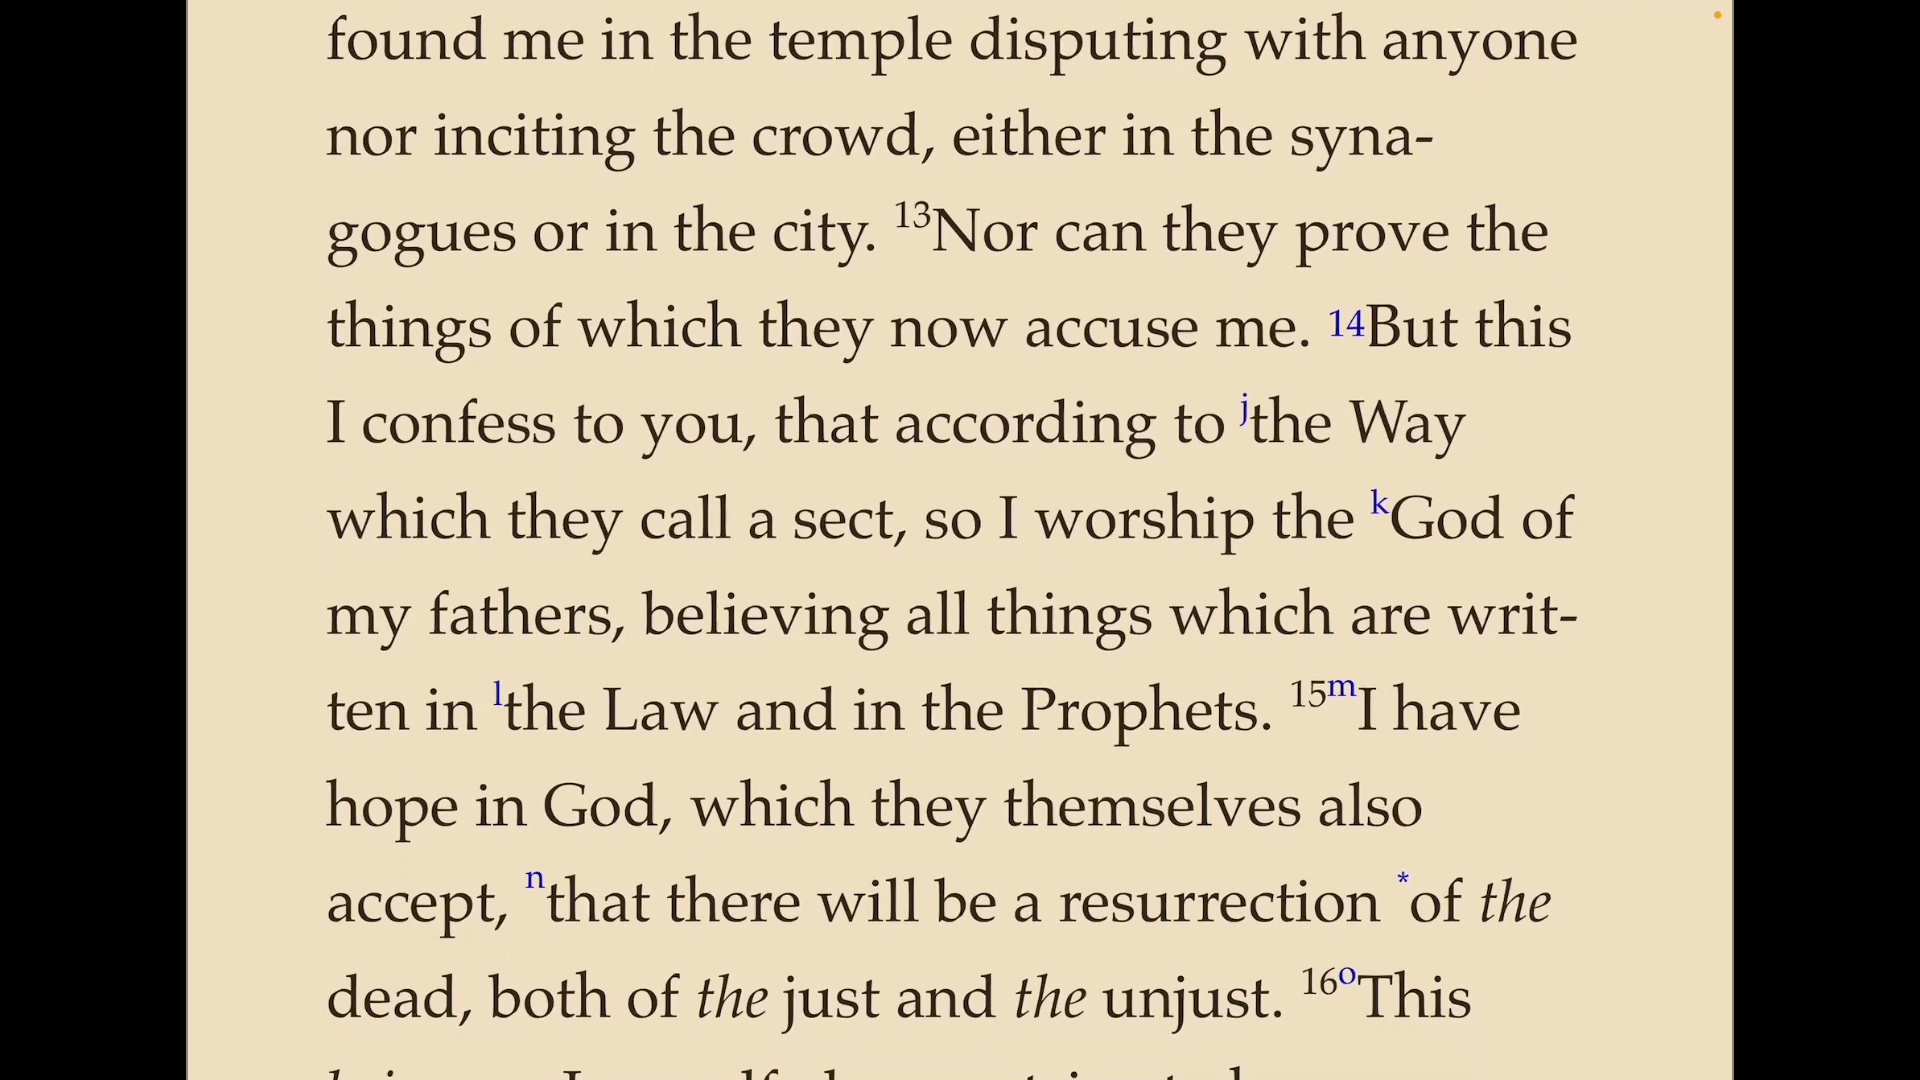 found me in the temple disputing with anyone
nor inciting the crowd, either in the syna-
gogues or in the city. 13Nor can they prove the
things of which they now accuse me. 14But this
I confess to you, that according to jthe Way
which they call a sect, so I worship the kGod of
my fathers, believing all things which are writ-
ten in lthe Law and in the Prophets. 15mI have
hope in God, which they themselves also
accept, nthat there will be a resurrection *of the
dead, both of the just and the unjust. 16oThis